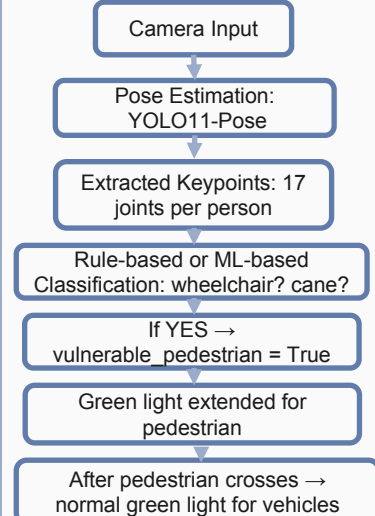 Camera Input
Pose Estimation:
YOLO11-Pose
Extracted Keypoints: 17
joints per person
Rule-based or ML-based
Classification: wheelchair? cane?
If YES →
vulnerable_pedestrian = True
Green light extended for
pedestrian
After pedestrian crosses →
normal green light for vehicles